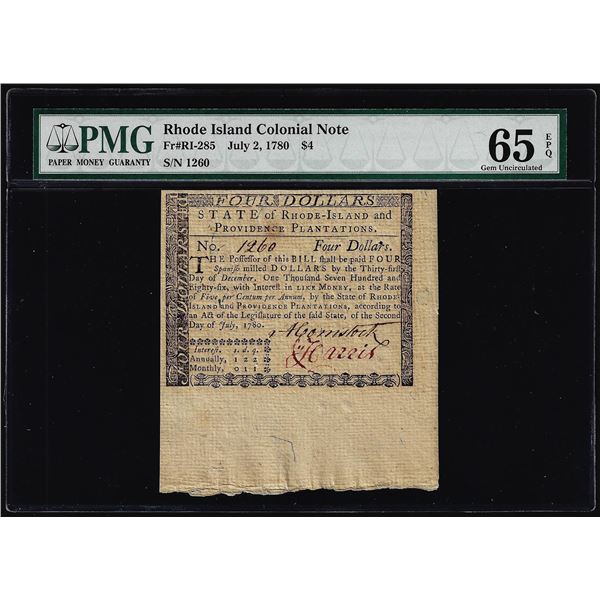 PMG
PAPER MONEY GUARANTY
Rhode Island Colonial Note
Fr#RI-285 July 2, 1780 $4
S/N 1260
65 EPQ
Gem Uncirculated
FOUR DOLLARS
STATE of RHODE-ISLAND and
PROVIDENCE PLANTATIONS.
No. 1260 Four Dollars.
THE Possessor of this BILL shall be paid FOUR
Spanish milled DOLLARS by the Thirty-first
Day of December, One Thousand Seven Hundred and
Eighty-six, with Interest in LIKE MONEY, at the Rate
of Five per Centum per Annum, by the State of RHODE-
ISLAND and PROVIDENCE PLANTATIONS, according to
an Act of the Legislature of the said State, of the Second
Day of July, 1780.
Comstock
Interest. s. d. q.
Annually, 1 2 2
Monthly, 0 1 1
Harris
FOUR DOLLARS